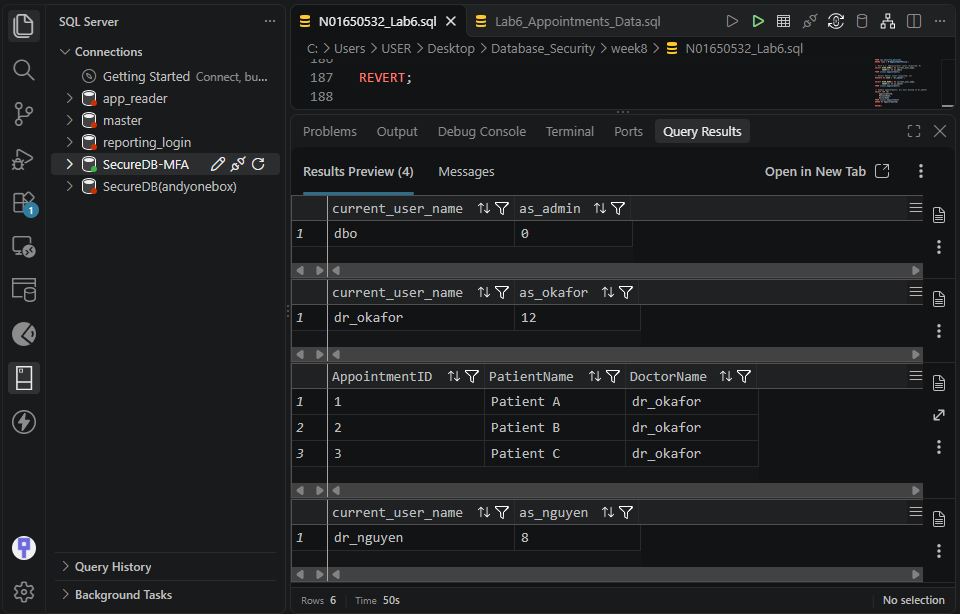 SQL Server
Connections
Getting Started Connect, bu...
app_reader
master
reporting_login
SecureDB-MFA
SecureDB(andyonebox)
1
Query History
Background Tasks
N01650532_Lab6.sql
Lab6_Appointments_Data.sql
C: > Users > USER > Desktop > Database_Security > week8 > N01650532_Lab6.sql
186
187 REVERT;
188
Problems Output Debug Console Terminal Ports Query Results
Results Preview (4) Messages Open in New Tab
current_user_name as_admin
1 dbo 0
current_user_name as_okafor
1 dr_okafor 12
AppointmentID PatientName DoctorName
1 1 Patient A dr_okafor
2 2 Patient B dr_okafor
3 3 Patient C dr_okafor
current_user_name as_nguyen
1 dr_nguyen 8
Rows 6 Time 50s No selection